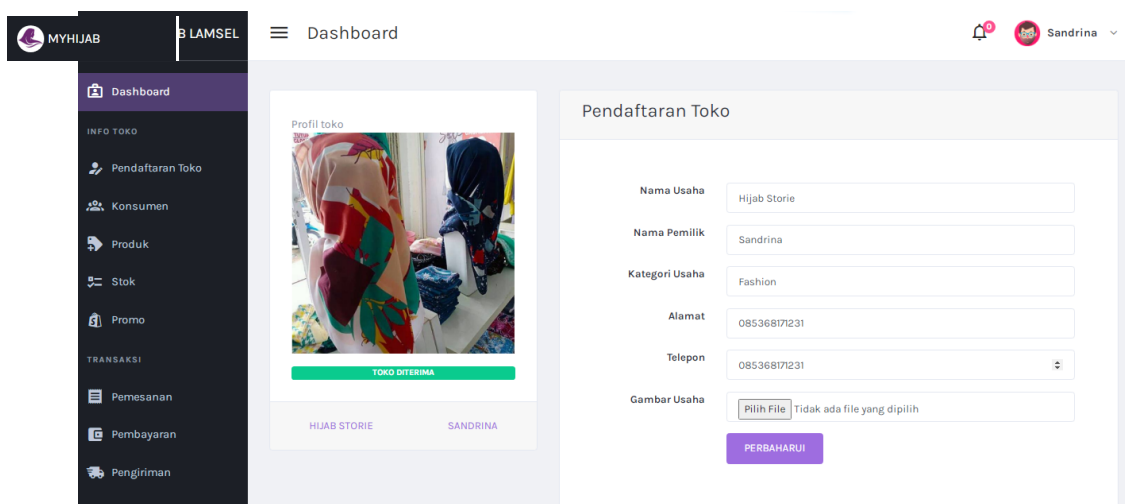 MYHIJAB
B LAMSEL
Dashboard
0
Sandrina
Dashboard
INFO TOKO
Pendaftaran Toko
Konsumen
Produk
Stok
Promo
TRANSAKSI
Pemesanan
Pembayaran
Pengiriman
Profil toko
TOKO DITERIMA
HIJAB STORIE
SANDRINA
Pendaftaran Toko
Nama Usaha
Hijab Storie
Nama Pemilik
Sandrina
Kategori Usaha
Fashion
Alamat
085368171231
Telepon
085368171231
Gambar Usaha
Pilih File Tidak ada file yang dipilih
PERBAHARUI